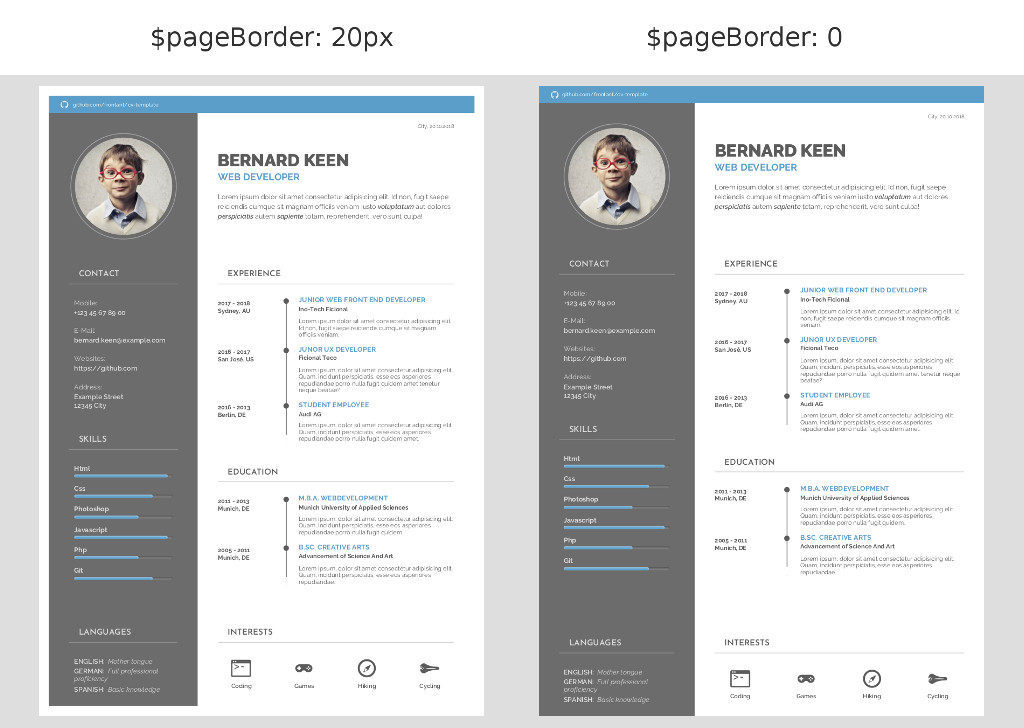 $pageBorder: 20px
$pageBorder: 0
github.com/frontant/cv-template
City, 20.10.2018
BERNARD KEEN
WEB DEVELOPER
Lorem ipsum dolor sit amet consectetur adipisicing elit. Id non, fugit saepe
reiciendis corporis sit magnam officiis veniam iusto voluptatum aut dolores
perspiciatis autem sapiente totam, reprehenderit, vero sunt culpa!
CONTACT
Mobile:
+123 45 67 89 00
E-Mail:
bernard.keen@example.com
Websites:
https://github.com
Address:
Example Street
12345 City
SKILLS
Html
Css
Photoshop
Javascript
Php
Git
LANGUAGES
ENGLISH: Mother tongue
GERMAN: Full professional
proficiency
SPANISH: Basic knowledge
EXPERIENCE
2017 - 2018
Sydney, AU
JUNIOR WEB FRONT END DEVELOPER
Ino-Tech Ficional
Lorem ipsum, dolor sit amet consectetur adipisicing elit.
Id non, fugit saepe corporis sit magnam officiis
veniam.
2016 - 2017
San José, US
JUNOR UX DEVELOPER
Ficional Teco
Lorem ipsum, dolor sit amet consectetur adipisicing elit.
Quam, incidunt perspiciatis, esse eos asperiores
repudiandae porro nulla fugit quidem amet tenetur
neque beatae?
2016 - 2013
Berlin, DE
STUDENT EMPLOYEE
Audi AG
Lorem ipsum, dolor sit amet consectetur adipisicing elit.
Quam, incidunt perspiciatis, esse eos asperiores
repudiandae porro nulla fugit quidem amet.
EDUCATION
2011 - 2013
Munich, DE
M.B.A. WEBDEVELOPMENT
Munich University of Applied Sciences
Lorem ipsum, dolor sit amet consectetur adipisicing elit.
Quam, incidunt perspiciatis, esse eos asperiores
repudiandae porro nulla fugit quidem.
2005 - 2011
Munich, DE
B.SC. CREATIVE ARTS
Advancement of Science And Art
Lorem ipsum, dolor sit amet consectetur adipisicing elit.
Quam, incidunt perspiciatis, esse eos asperiores
repudiandae.
INTERESTS
Coding
Games
Hiking
Cycling
github.com/frontant/cv-template
City, 20.10.2018
BERNARD KEEN
WEB DEVELOPER
Lorem ipsum dolor sit amet consectetur adipisicing elit. Id non, fugit saepe
reiciendis corporis sit magnam officiis veniam iusto voluptatum aut dolores
perspiciatis autem sapiente totam, reprehenderit, vero sunt culpa!
CONTACT
Mobile:
+123 45 67 89 00
E-Mail:
bernard.keen@example.com
Websites:
https://github.com
Address:
Example Street
12345 City
SKILLS
Html
Css
Photoshop
Javascript
Php
Git
LANGUAGES
ENGLISH: Mother tongue
GERMAN: Full professional
proficiency
SPANISH: Basic knowledge
EXPERIENCE
2017 - 2018
Sydney, AU
JUNIOR WEB FRONT END DEVELOPER
Ino-Tech Ficional
Lorem ipsum, dolor sit amet consectetur adipisicing elit. Id
non, fugit saepe corporis sit magnam officiis
veniam.
2016 - 2017
San José, US
JUNOR UX DEVELOPER
Ficional Teco
Lorem ipsum, dolor sit amet consectetur adipisicing elit.
Quam, incidunt perspiciatis, esse eos asperiores
repudiandae porro nulla fugit quidem amet tenetur neque
beatae?
2016 - 2013
Berlin, DE
STUDENT EMPLOYEE
Audi AG
Lorem ipsum, dolor sit amet consectetur adipisicing elit.
Quam, incidunt perspiciatis, esse eos asperiores
repudiandae porro nulla fugit quidem amet.
EDUCATION
2011 - 2013
Munich, DE
M.B.A. WEBDEVELOPMENT
Munich University of Applied Sciences
Lorem ipsum, dolor sit amet consectetur adipisicing elit.
Quam, incidunt perspiciatis, esse eos asperiores
repudiandae porro nulla fugit quidem.
2005 - 2011
Munich, DE
B.SC. CREATIVE ARTS
Advancement of Science And Art
Lorem ipsum, dolor sit amet consectetur adipisicing elit.
Quam, incidunt perspiciatis, esse eos asperiores
repudiandae.
INTERESTS
Coding
Games
Hiking
Cycling